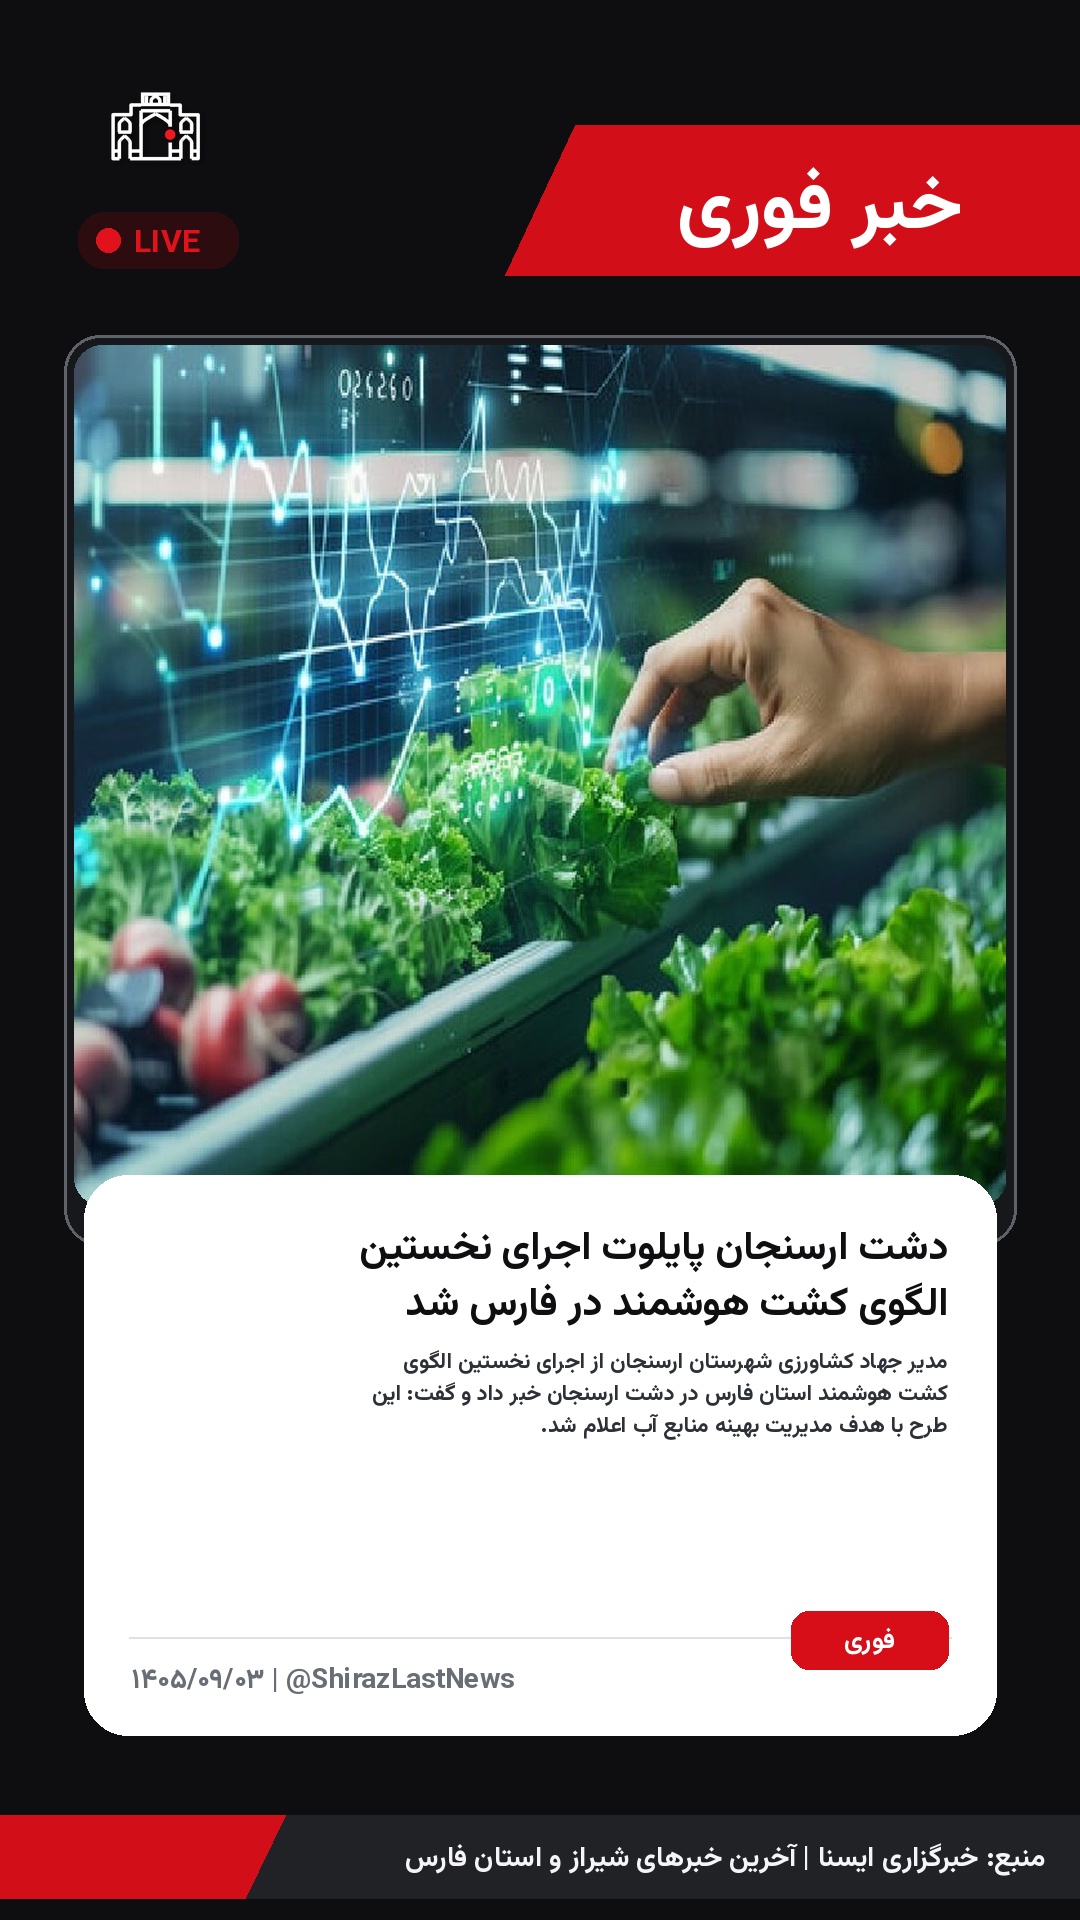 خبر فوری
LIVE
026260
دشت ارسنجان پایلوت اجرای نخستین
الگوی کشت هوشمند در فارس شد
مدیر جهاد کشاورزی شهرستان ارسنجان از اجرای نخستین الگوی
کشت هوشمند استان فارس در دشت ارسنجان خبر داد و گفت: این
طرح با هدف مدیریت بهینه منابع آب اعلام شد.
فوری
۱۴۰۵/۰۹/۰۳ | @ShirazLastNews
منبع: خبرگزاری ایسنا | آخرین خبرهای شیراز و استان فارس